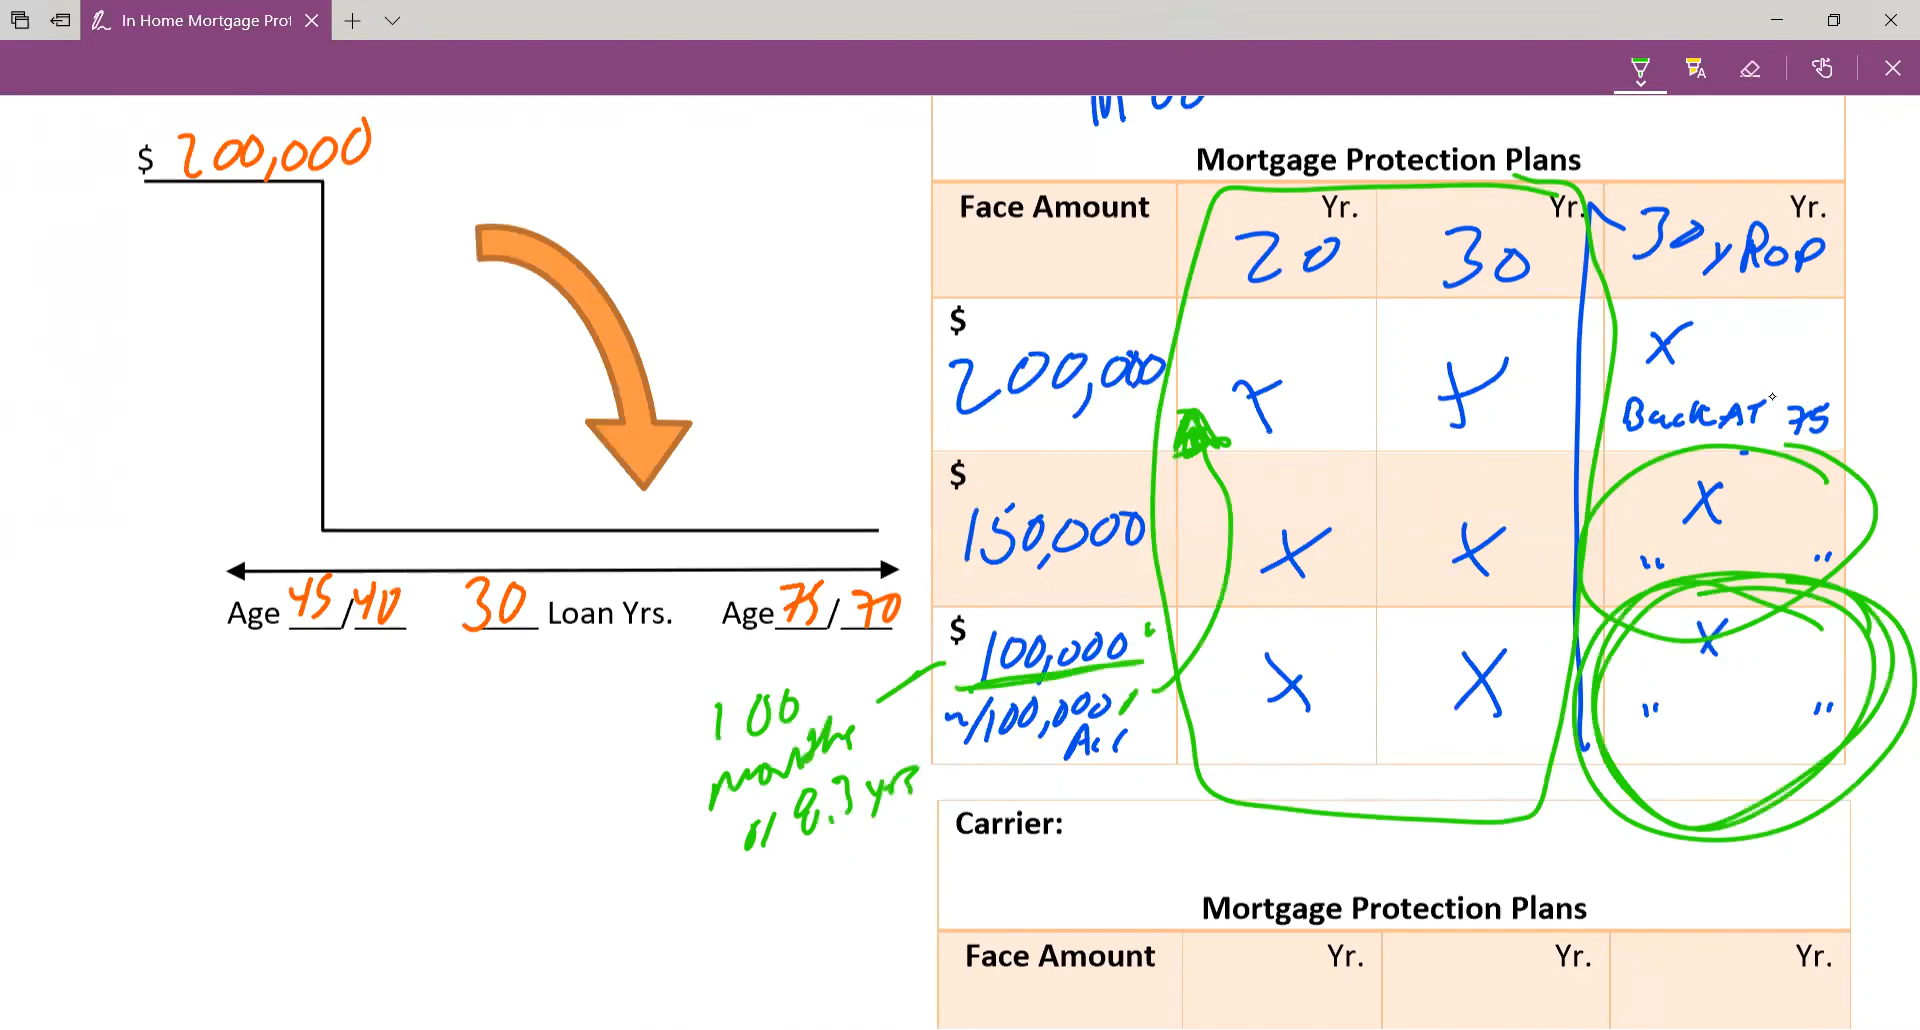 In Home Mortgage Prot
$ 200,000
Age 45/40 30 Loan Yrs. Age 75/70
100
months
8.3 yrs
Mortgage Protection Plans
Face Amount Yr. Yr. Yr.
20 30 30 y ROP
$ 200,000 X X X
Back AT 75
$ 150,000 X X X
" "
$ 100,000 X X X
w/100,000 Acc " "
Carrier:
Mortgage Protection Plans
Face Amount Yr. Yr. Yr.